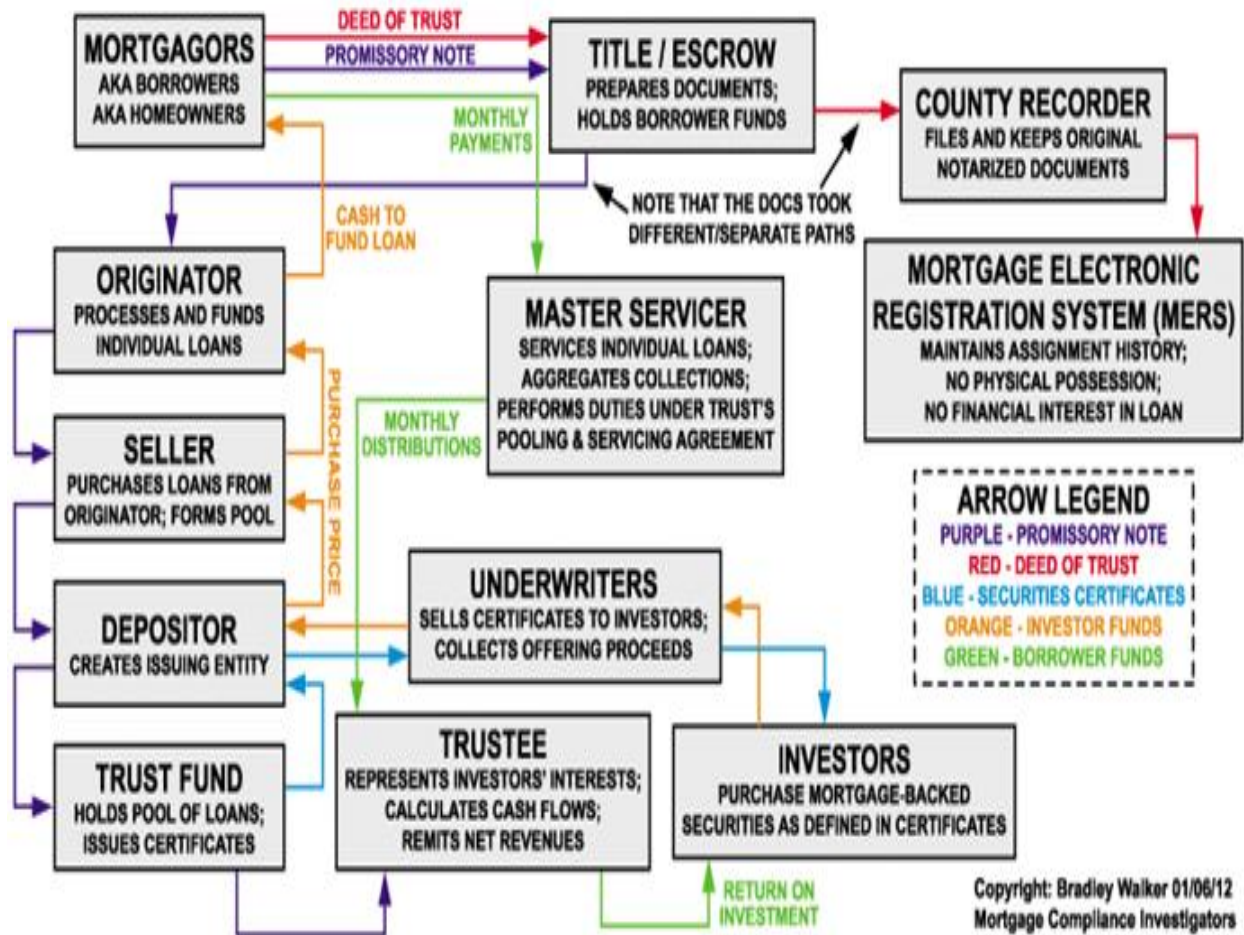 DEED OF TRUST
PROMISSORY NOTE
MORTGAGORS
AKA BORROWERS
AKA HOMEOWNERS
TITLE / ESCROW
PREPARES DOCUMENTS;
HOLDS BORROWER FUNDS
COUNTY RECORDER
FILES AND KEEPS ORIGINAL
NOTARIZED DOCUMENTS
MONTHLY
PAYMENTS
CASH TO
FUND LOAN
NOTE THAT THE DOCS TOOK
DIFFERENT/SEPARATE PATHS
ORIGINATOR
PROCESSES AND FUNDS
INDIVIDUAL LOANS
MASTER SERVICER
SERVICES INDIVIDUAL LOANS;
AGGREGATES COLLECTIONS;
PERFORMS DUTIES UNDER TRUST'S
POOLING & SERVICING AGREEMENT
MORTGAGE ELECTRONIC
REGISTRATION SYSTEM (MERS)
MAINTAINS ASSIGNMENT HISTORY;
NO PHYSICAL POSSESSION;
NO FINANCIAL INTEREST IN LOAN
PURCHASE PRICE
MONTHLY
DISTRIBUTIONS
SELLER
PURCHASES LOANS FROM
ORIGINATOR; FORMS POOL
ARROW LEGEND
PURPLE - PROMISSORY NOTE
RED - DEED OF TRUST
BLUE - SECURITIES CERTIFICATES
ORANGE - INVESTOR FUNDS
GREEN - BORROWER FUNDS
UNDERWRITERS
SELLS CERTIFICATES TO INVESTORS;
COLLECTS OFFERING PROCEEDS
DEPOSITOR
CREATES ISSUING ENTITY
TRUST FUND
HOLDS POOL OF LOANS;
ISSUES CERTIFICATES
TRUSTEE
REPRESENTS INVESTORS' INTERESTS;
CALCULATES CASH FLOWS;
REMITS NET REVENUES
INVESTORS
PURCHASE MORTGAGE-BACKED
SECURITIES AS DEFINED IN CERTIFICATES
RETURN ON
INVESTMENT
Copyright: Bradley Walker 01/06/12
Mortgage Compliance Investigators